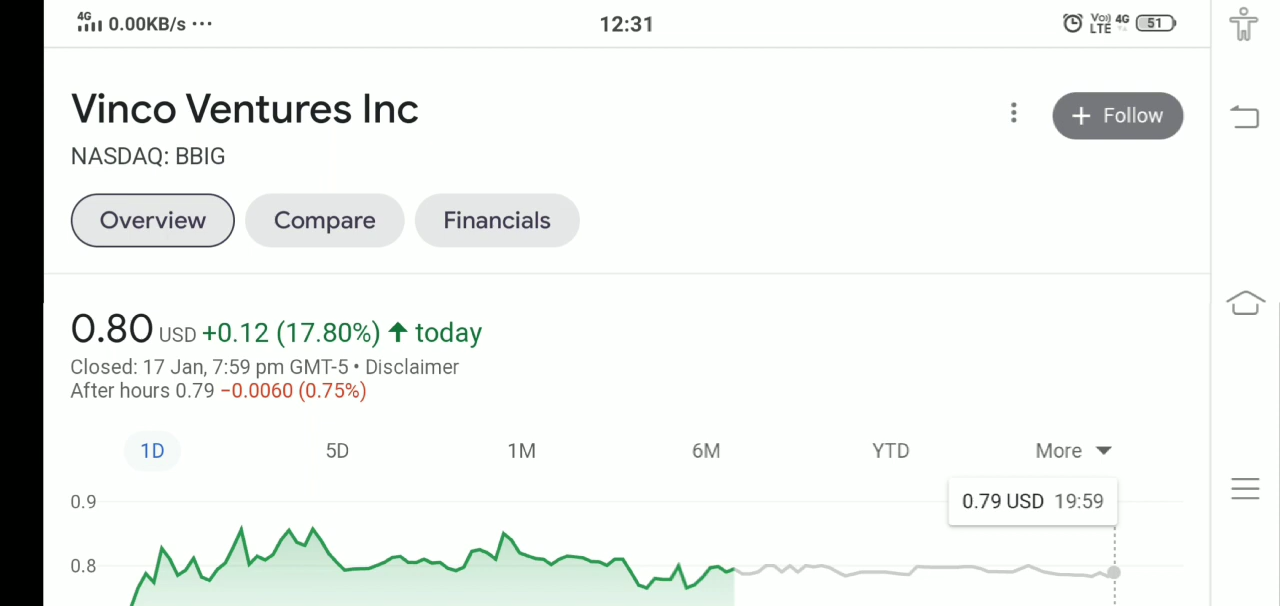 4G 0.00KB/s ... 12:31 Vo)) LTE 4G 51
Vinco Ventures Inc
+ Follow
NASDAQ: BBIG
Overview Compare Financials
0.80 USD +0.12 (17.80%) ↑ today
Closed: 17 Jan, 7:59 pm GMT-5 • Disclaimer
After hours 0.79 −0.0060 (0.75%)
1D 5D 1M 6M YTD More
0.79 USD 19:59
0.9
0.8